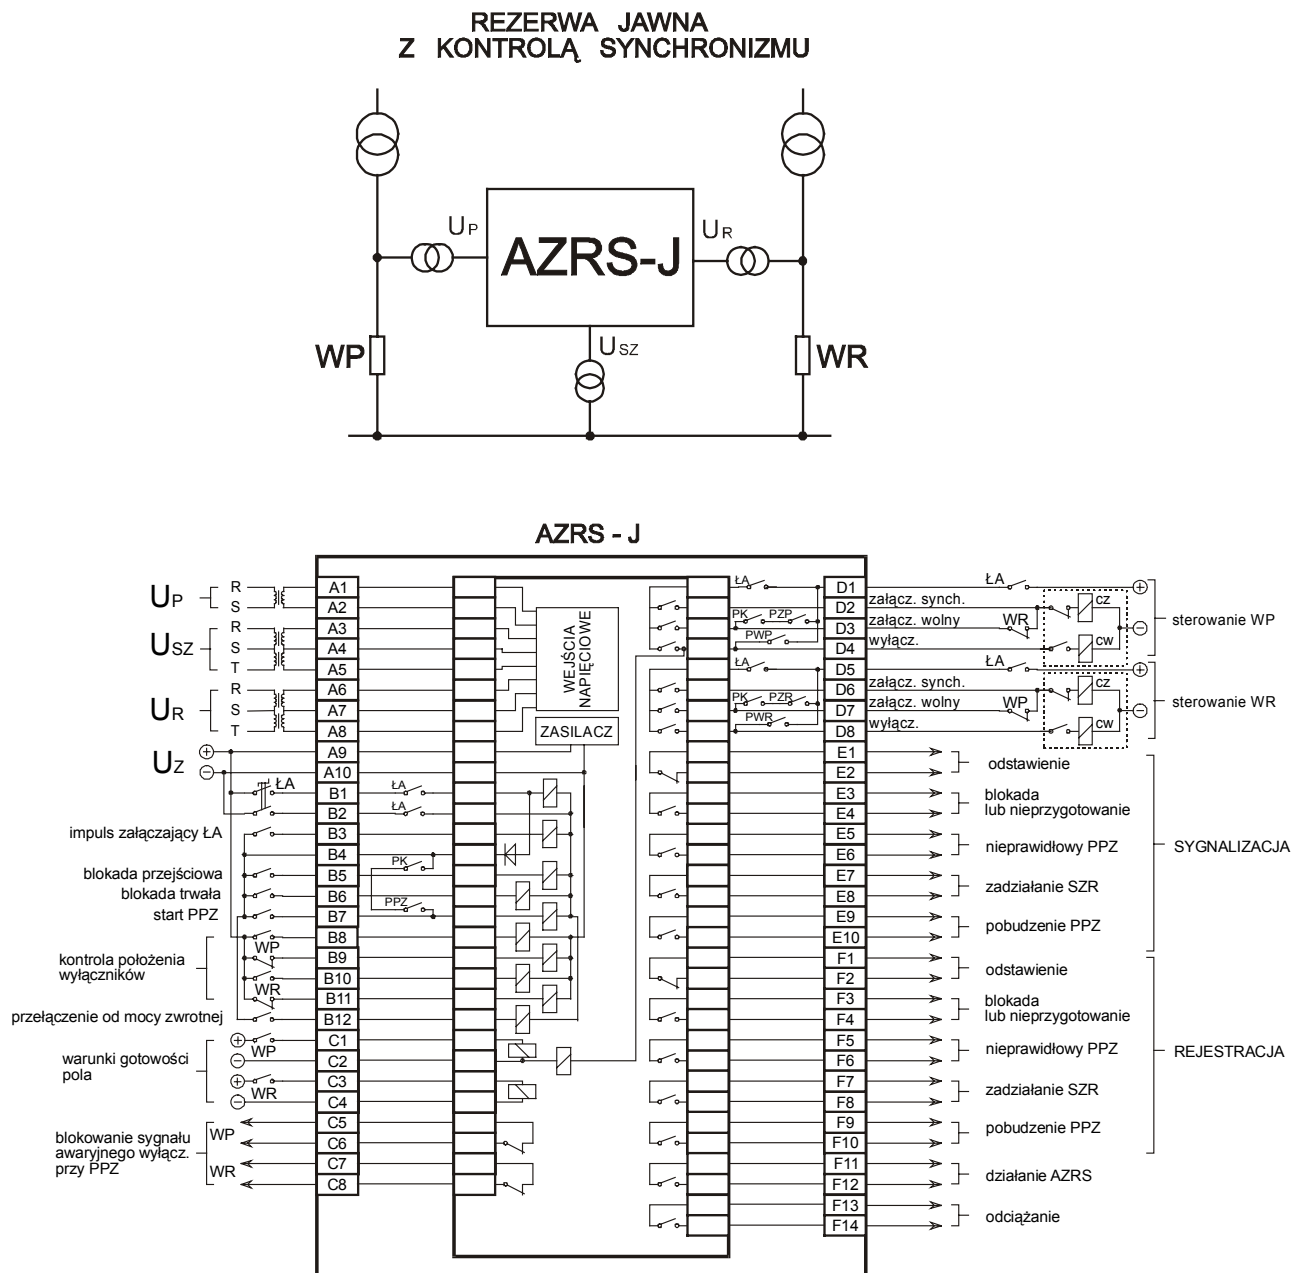 REZERWA JAWNA
Z KONTROLĄ SYNCHRONIZMU
UP
AZRS-J
UR
USZ
WP
WR
AZRS - J
UP
R
S
USZ
R
S
T
UR
R
S
T
UZ
ŁA
impuls załączający ŁA
blokada przejściowa
blokada trwała
start PPZ
kontrola położenia
wyłączników
WP
WR
przełączenie od mocy zwrotnej
warunki gotowości
pola
WP
WR
blokowanie sygnału
awaryjnego wyłącz.
przy PPZ
WP
WR
A1
A2
A3
A4
A5
A6
A7
A8
A9
A10
B1
B2
B3
B4
B5
B6
B7
B8
B9
B10
B11
B12
C1
C2
C3
C4
C5
C6
C7
C8
ŁA
ŁA
PK
PPZ
WEJŚCIA
NAPIĘCIOWE
ZASILACZ
ŁA
PK PZP
PWP
ŁA
PK PZR
PWR
D1
D2
D3
D4
D5
D6
D7
D8
E1
E2
E3
E4
E5
E6
E7
E8
E9
E10
F1
F2
F3
F4
F5
F6
F7
F8
F9
F10
F11
F12
F13
F14
ŁA
załącz. synch.
załącz. wolny
WR
wyłącz.
cz
cw
sterowanie WP
ŁA
załącz. synch.
załącz. wolny
WP
wyłącz.
cz
cw
sterowanie WR
odstawienie
blokada
lub nieprzygotowanie
nieprawidłowy PPZ
zadziałanie SZR
pobudzenie PPZ
SYGNALIZACJA
odstawienie
blokada
lub nieprzygotowanie
nieprawidłowy PPZ
zadziałanie SZR
pobudzenie PPZ
REJESTRACJA
działanie AZRS
odciążanie